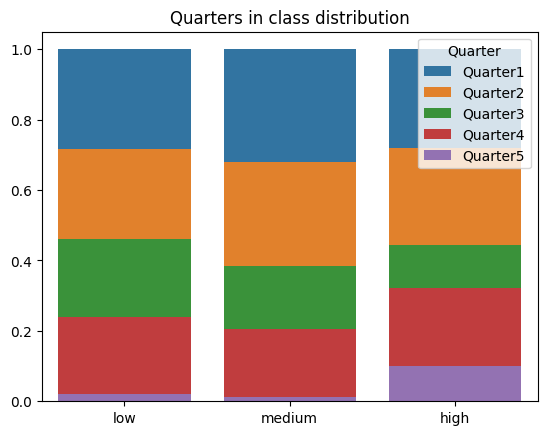 Quarters in class distribution
1.0
0.8
0.6
0.4
0.2
0.0
Quarter
Quarter1
Quarter2
Quarter3
Quarter4
Quarter5
low
medium
high